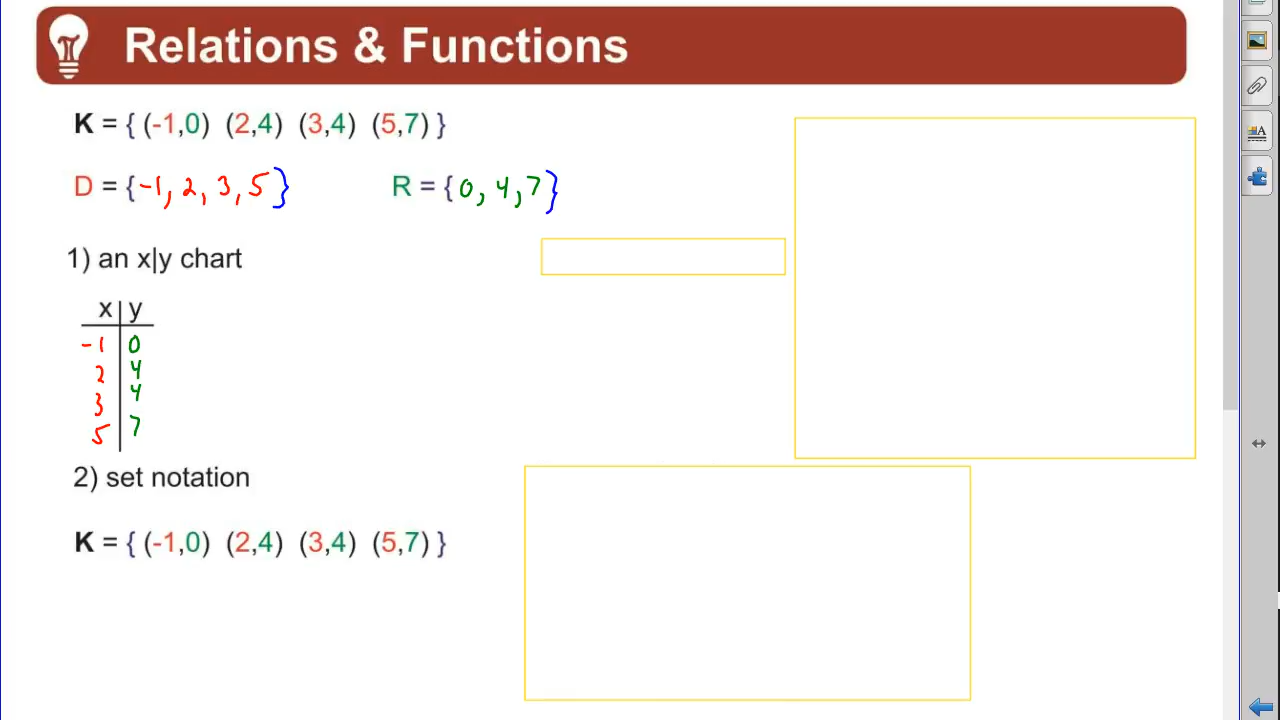 Relations & Functions
K = { (-1,0) (2,4) (3,4) (5,7) }
D = {-1, 2, 3, 5} R = {0, 4, 7}
1) an x|y chart
x | y
-1 | 0
2 | 4
3 | 4
5 | 7
2) set notation
K = { (-1,0) (2,4) (3,4) (5,7) }